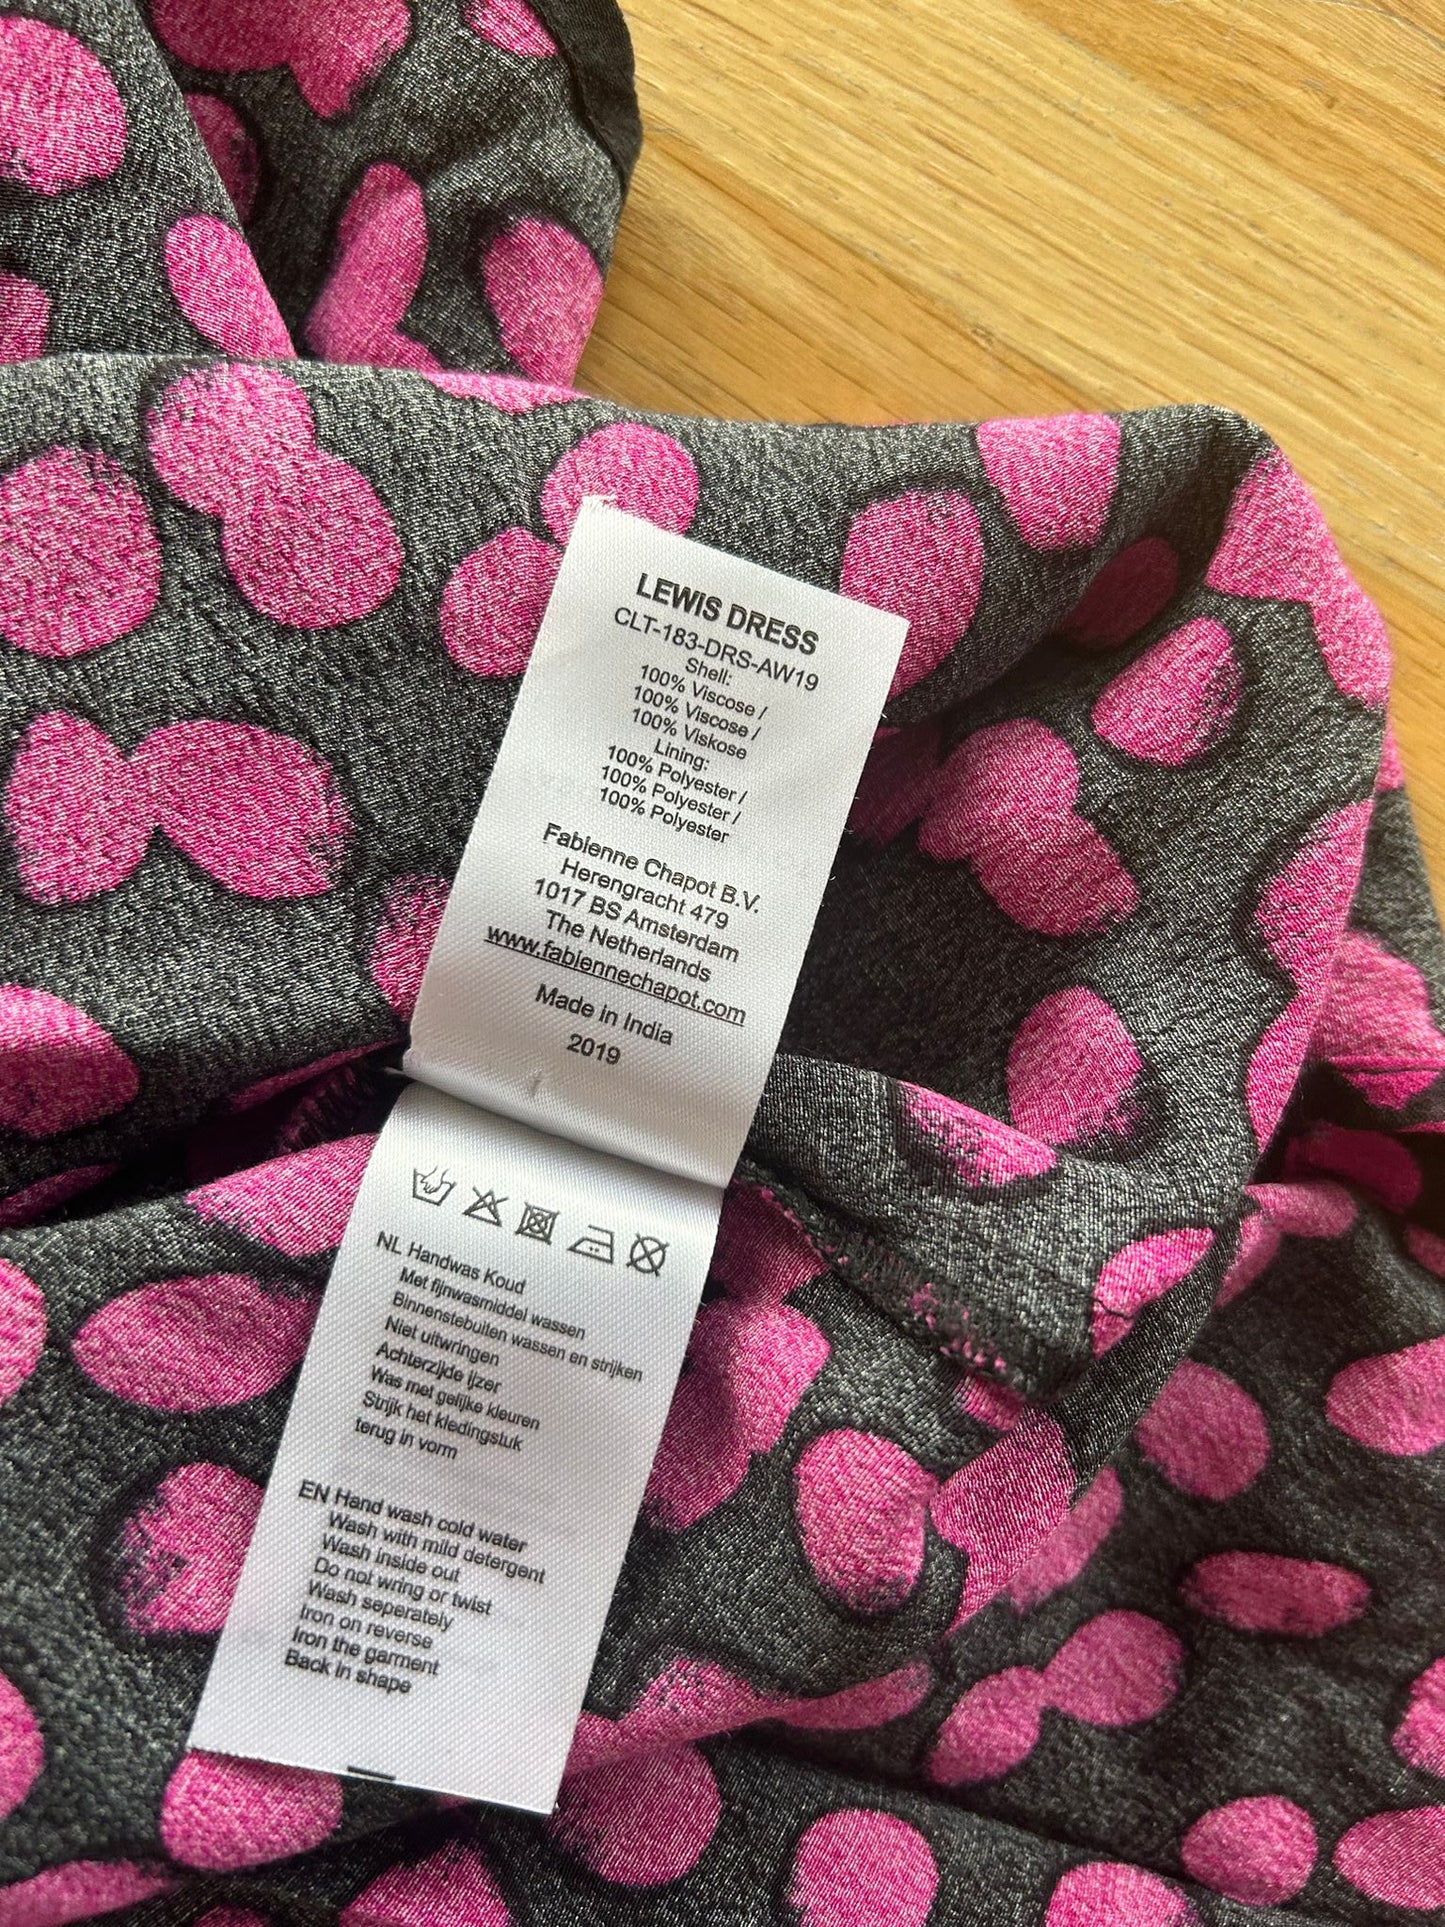 LEWIS DRESS
CLT-183-DRS-AW19
Shell:
100% Viscose /
100% Viscose /
100% Viskose
Lining:
100% Polyester /
100% Polyester /
100% Polyester
Fabienne Chapot B.V.
Herengracht 479
1017 BS Amsterdam
The Netherlands
www.fabiennechapot.com
Made in India
2019
NL Handwas Koud
Met fijnwasmiddel wassen
Binnenstebuiten wassen en strijken
Niet uitwringen
Achterzijde ijzer
Was met gelijke kleuren
Strijk het kledingstuk
terug in vorm
EN Hand wash cold water
Wash with mild detergent
Wash inside out
Do not wring or twist
Wash seperately
Iron on reverse
Iron the garment
Back in shape